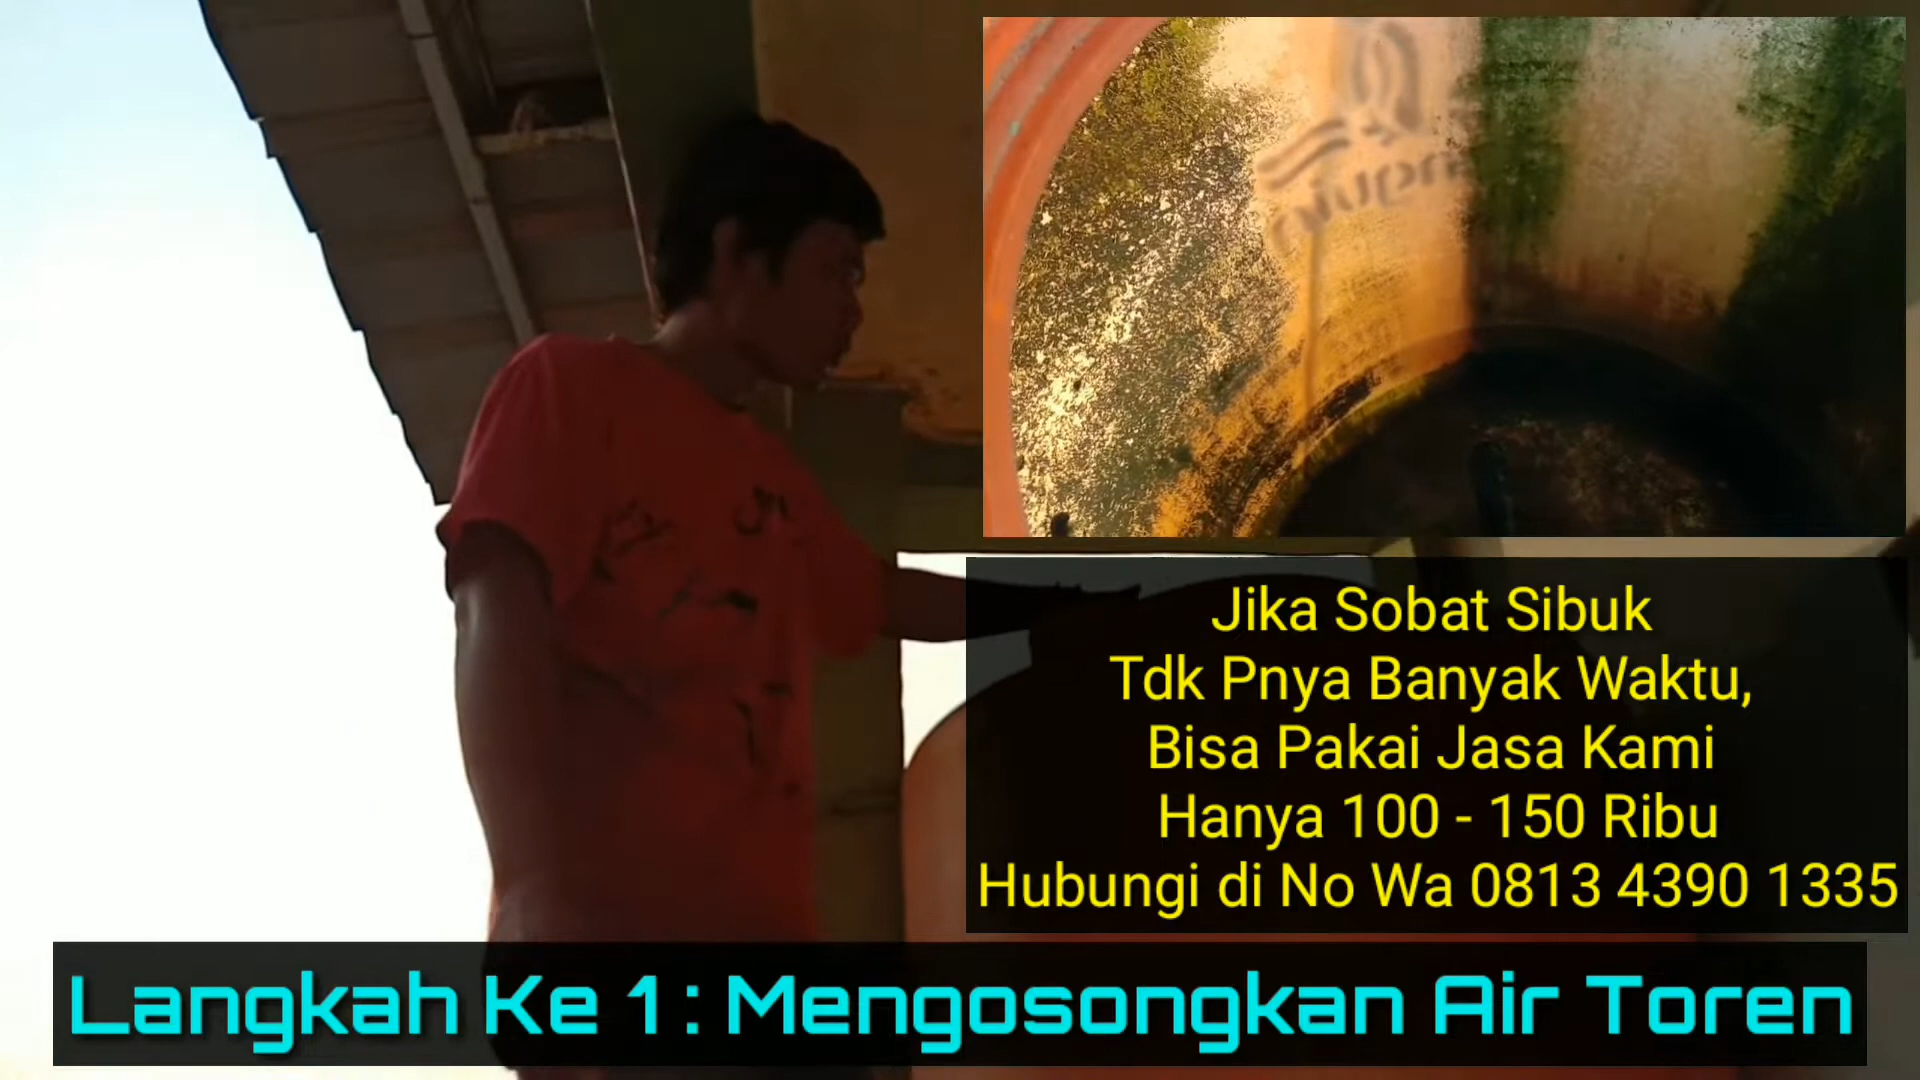 Jika Sobat Sibuk
Tdk Pnya Banyak Waktu,
Bisa Pakai Jasa Kami
Hanya 100 - 150 Ribu
Hubungi di No Wa 0813 4390 1335
Langkah Ke 1 : Mengosongkan Air Toren